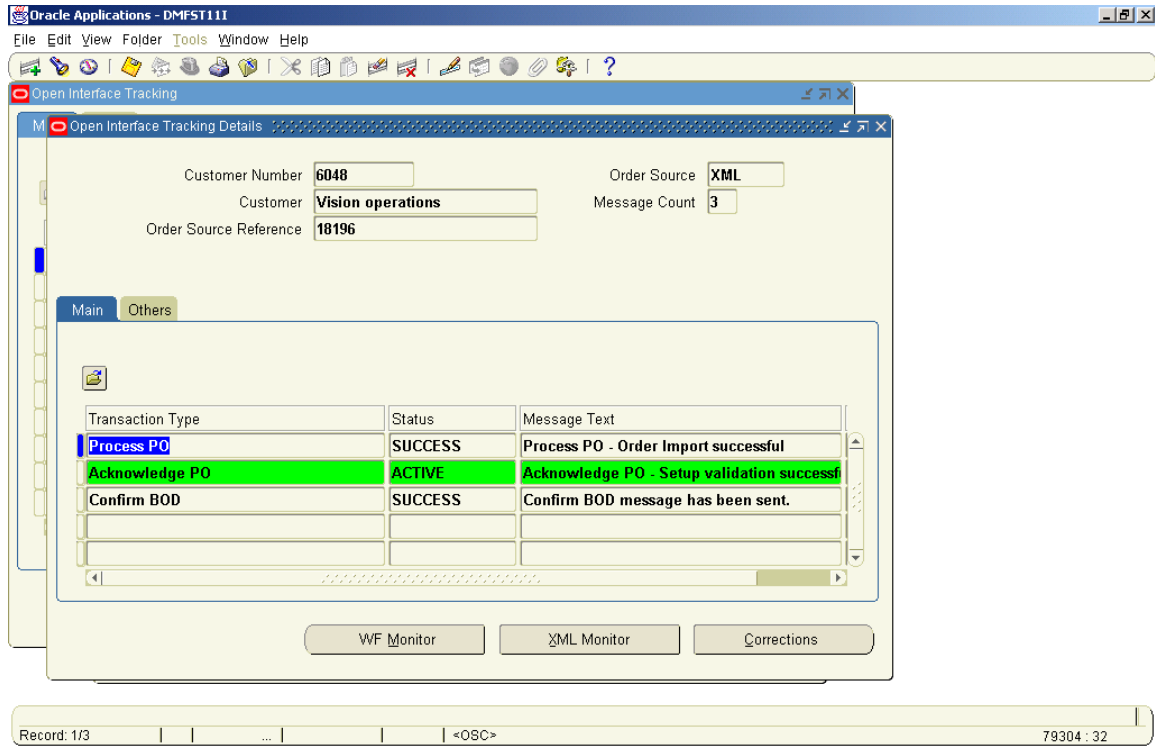 Oracle Applications - DMFST11I
File Edit View Folder Tools Window Help
Open Interface Tracking
M Open Interface Tracking Details
Customer Number 6048 Order Source XML
Customer Vision operations Message Count 3
Order Source Reference 18196
Main Others
Transaction Type Status Message Text
Process PO SUCCESS Process PO - Order Import successful
Acknowledge PO ACTIVE Acknowledge PO - Setup validation successf
Confirm BOD SUCCESS Confirm BOD message has been sent.
WF Monitor XML Monitor Corrections
Record: 1/3 ... <OSC> 79304 : 32